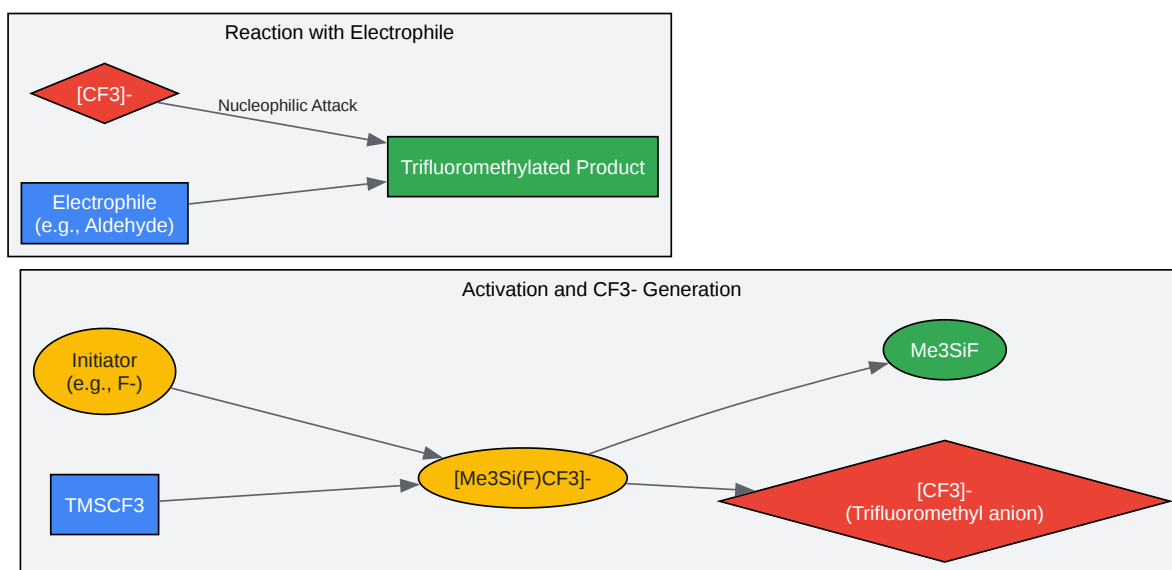 Reaction with Electrophile
[CF3]-
Nucleophilic Attack
Trifluoromethylated Product
Electrophile
(e.g., Aldehyde)
Activation and CF3- Generation
Initiator
(e.g., F-)
Me3SiF
TMSCF3
[Me3Si(F)CF3]-
[CF3]-
(Trifluoromethyl anion)